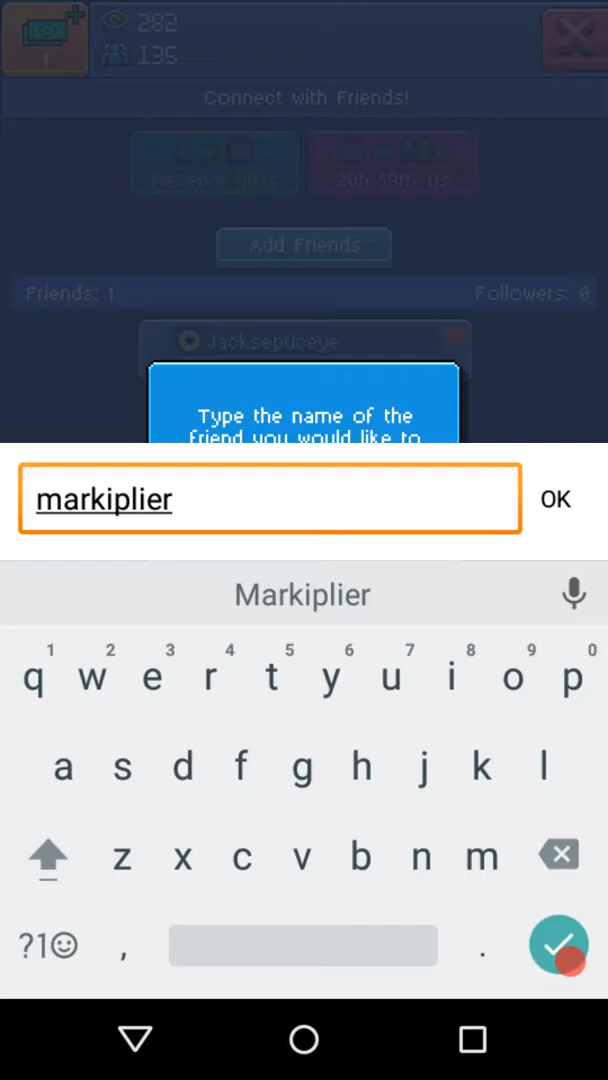 282
1
135
Connect with Friends!
Receive Gifts
20h 59m 11s
Add Friends
Friends: 1
Followers: 0
Jacksepticeye
Type the name of the
friend you would like to
markiplier
OK
Markiplier
1 2 3 4 5 6 7 8 9 0
q w e r t y u i o p
a s d f g h j k l
z x c v b n m
?1☺ , .